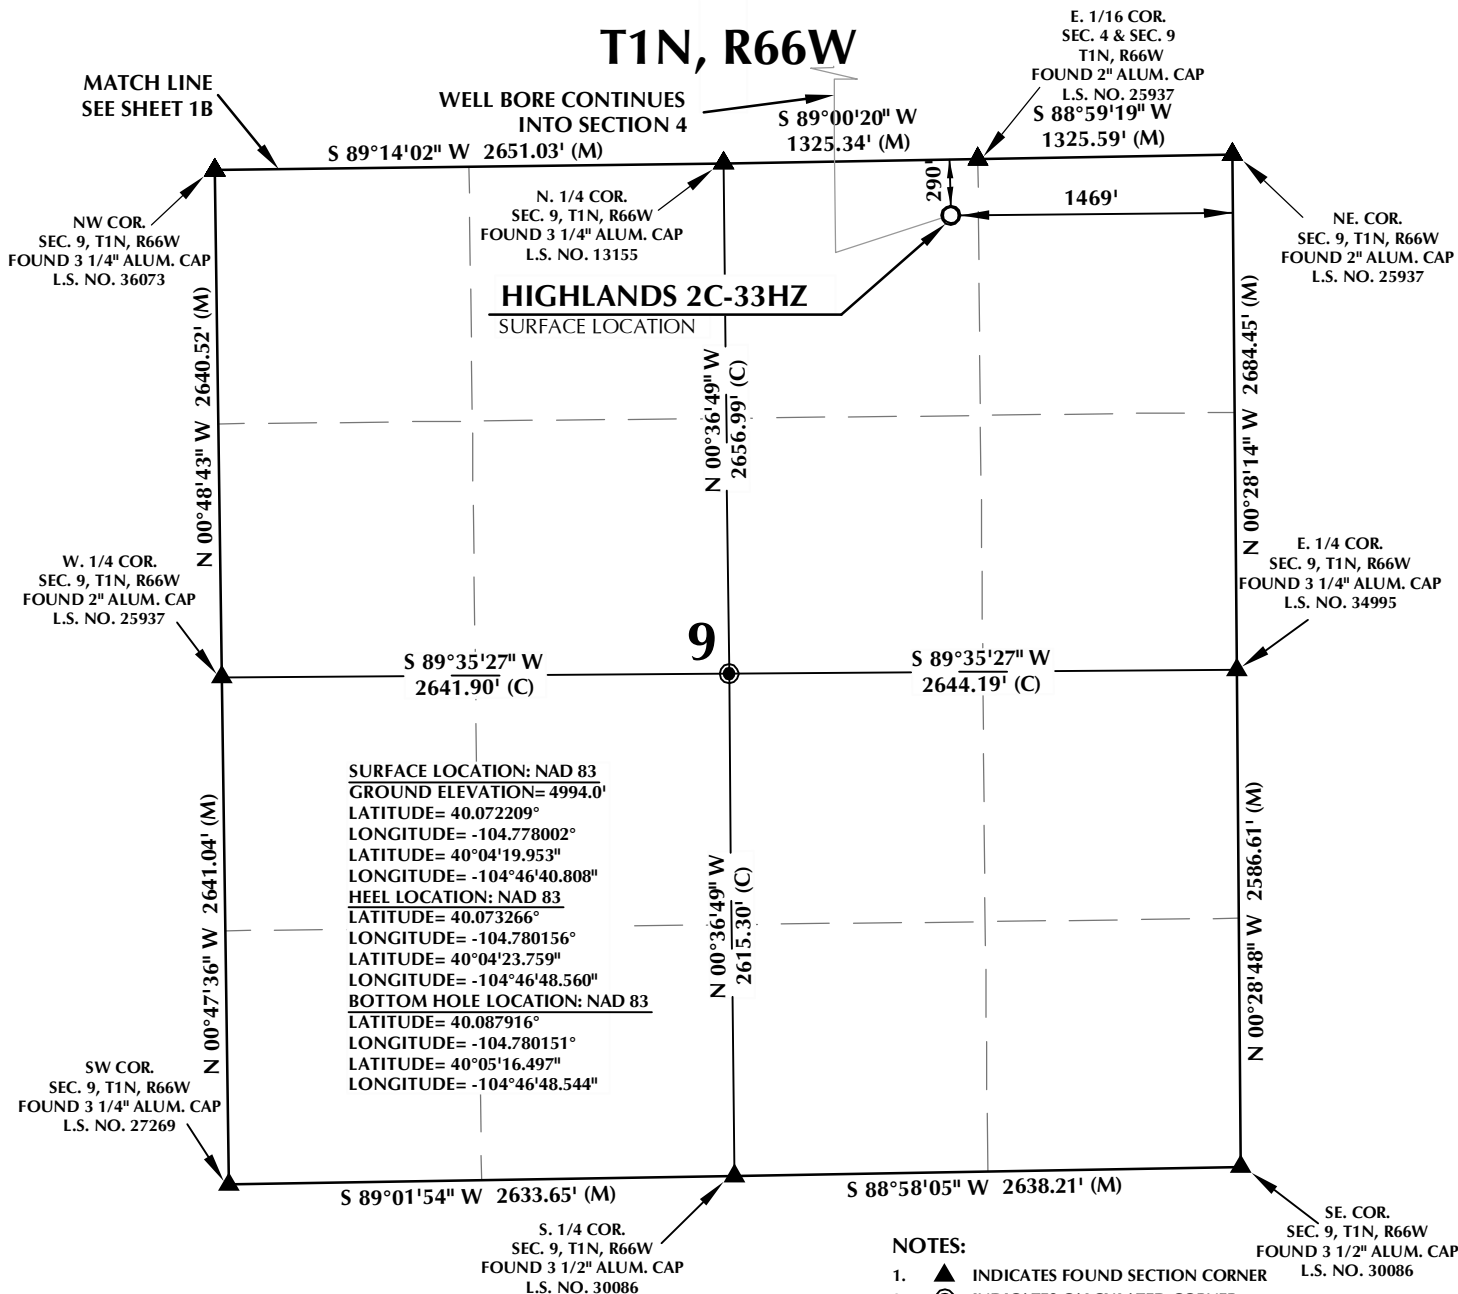 T1N, R66W
MATCH LINE
SEE SHEET 1B
WELL BORE CONTINUES
INTO SECTION 4
E. 1/16 COR.
SEC. 4 & SEC. 9
T1N, R66W
FOUND 2" ALUM. CAP
L.S. NO. 25937
S 89°14'02" W 2651.03' (M)
S 89°00'20" W
1325.34' (M)
S 88°59'19" W
1325.59' (M)
NW COR.
SEC. 9, T1N, R66W
FOUND 3 1/4" ALUM. CAP
L.S. NO. 36073
N. 1/4 COR.
SEC. 9, T1N, R66W
FOUND 3 1/4" ALUM. CAP
L.S. NO. 13155
290'
1469'
NE. COR.
SEC. 9, T1N, R66W
FOUND 2" ALUM. CAP
L.S. NO. 25937
HIGHLANDS 2C-33HZ
SURFACE LOCATION
N 00°48'43" W 2640.52' (M)
N 00°36'49" W
2656.99' (C)
N 00°28'14" W 2684.45' (M)
W. 1/4 COR.
SEC. 9, T1N, R66W
FOUND 2" ALUM. CAP
L.S. NO. 25937
E. 1/4 COR.
SEC. 9, T1N, R66W
FOUND 3 1/4" ALUM. CAP
L.S. NO. 34995
9
S 89°35'27" W
2641.90' (C)
S 89°35'27" W
2644.19' (C)
SURFACE LOCATION: NAD 83
GROUND ELEVATION= 4994.0'
LATITUDE= 40.072209°
LONGITUDE= -104.778002°
LATITUDE= 40°04'19.953"
LONGITUDE= -104°46'40.808"
HEEL LOCATION: NAD 83
LATITUDE= 40.073266°
LONGITUDE= -104.780156°
LATITUDE= 40°04'23.759"
LONGITUDE= -104°46'48.560"
BOTTOM HOLE LOCATION: NAD 83
LATITUDE= 40.087916°
LONGITUDE= -104.780151°
LATITUDE= 40°05'16.497"
LONGITUDE= -104°46'48.544"
N 00°47'36" W 2641.04' (M)
N 00°36'49" W
2615.30' (C)
N 00°28'48" W 2586.61' (M)
SW COR.
SEC. 9, T1N, R66W
FOUND 3 1/4" ALUM. CAP
L.S. NO. 27269
S 89°01'54" W 2633.65' (M)
S 88°58'05" W 2638.21' (M)
S. 1/4 COR.
SEC. 9, T1N, R66W
FOUND 3 1/2" ALUM. CAP
L.S. NO. 30086
SE. COR.
SEC. 9, T1N, R66W
FOUND 3 1/2" ALUM. CAP
L.S. NO. 30086
NOTES:
1. INDICATES FOUND SECTION CORNER